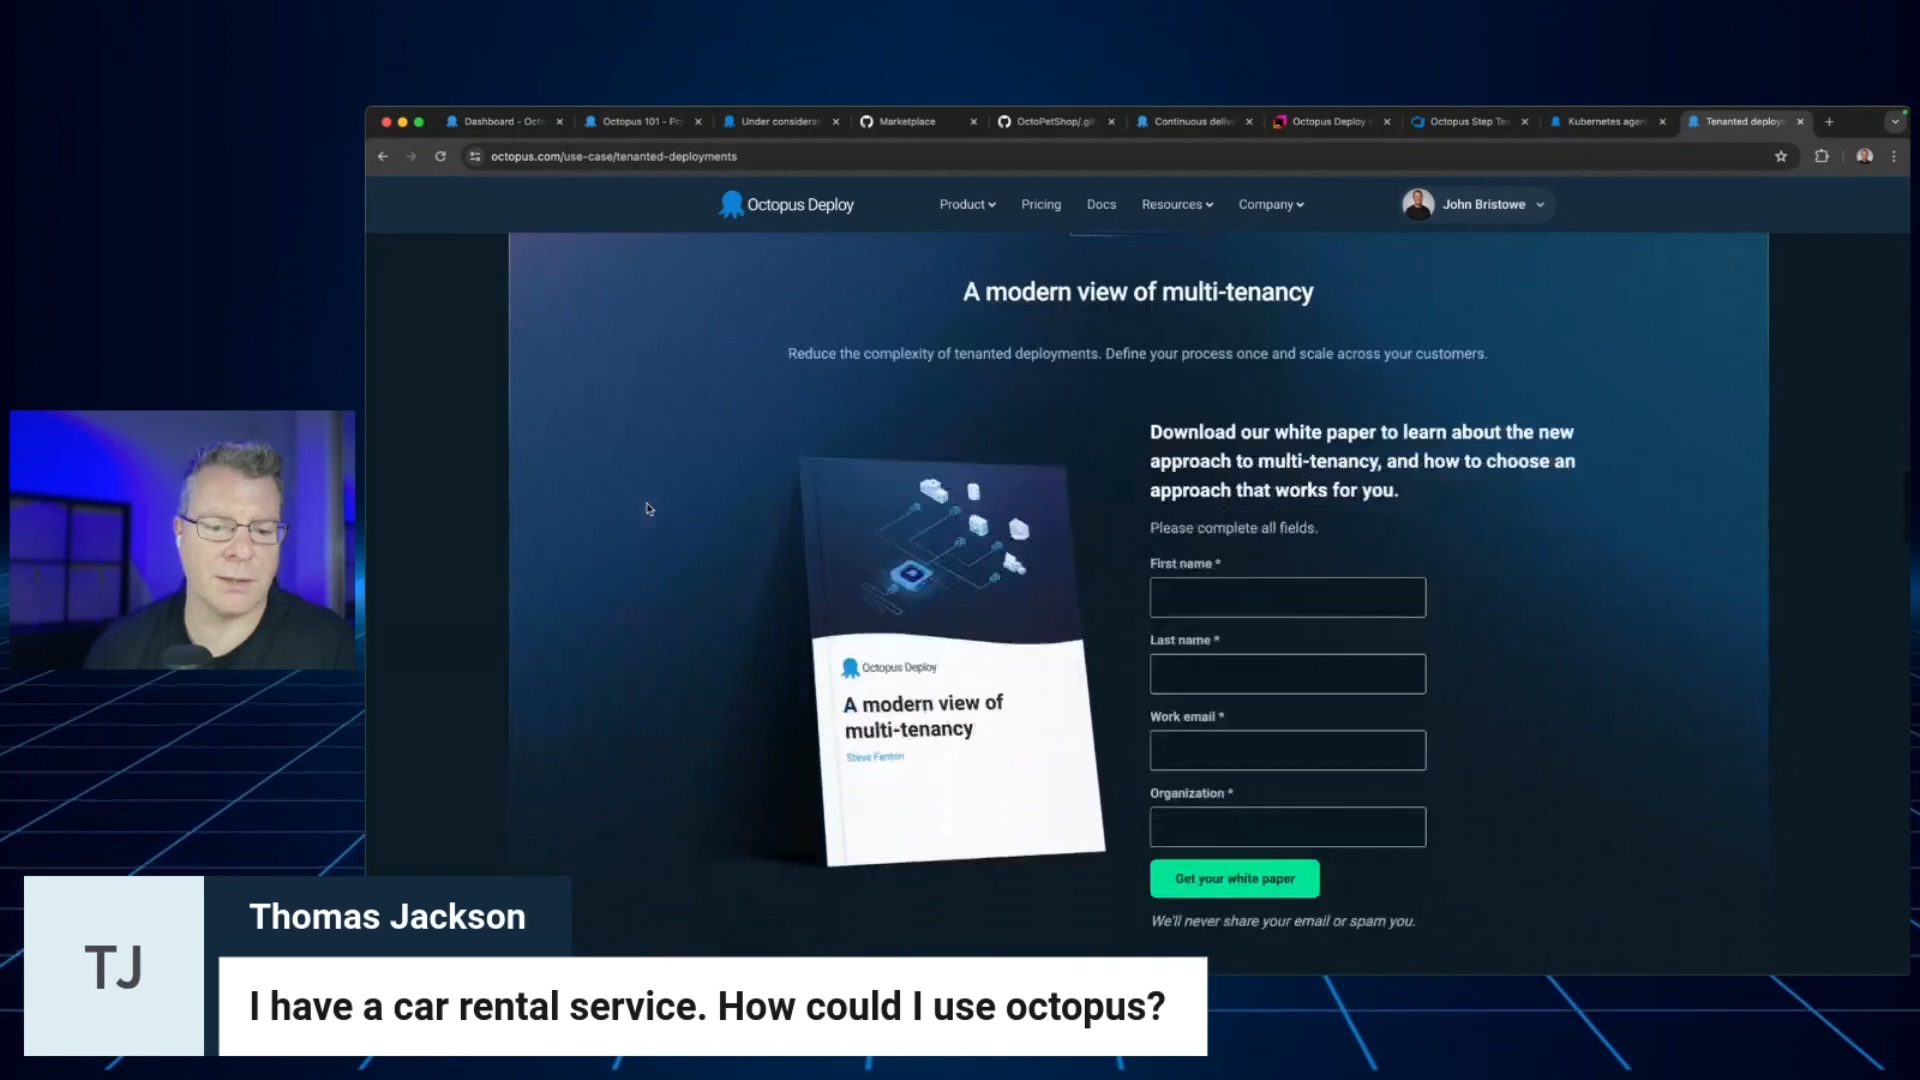 Dashboard - Octo
Octopus 101 - Pro
Under considerat
Marketplace
OctoPetShop/.git
Continuous delive
Octopus Deploy
Octopus Step Te
Kubernetes agen
Tenanted deploy
octopus.com/use-case/tenanted-deployments
Octopus Deploy
Product
Pricing
Docs
Resources
Company
John Bristowe
A modern view of multi-tenancy
Reduce the complexity of tenanted deployments. Define your process once and scale across your customers.
Download our white paper to learn about the new
approach to multi-tenancy, and how to choose an
approach that works for you.
Please complete all fields.
First name *
Last name *
Work email *
Organization *
Get your white paper
We'll never share your email or spam you.
Octopus Deploy
A modern view of
multi-tenancy
Steve Fenton
TJ
Thomas Jackson
I have a car rental service. How could I use octopus?